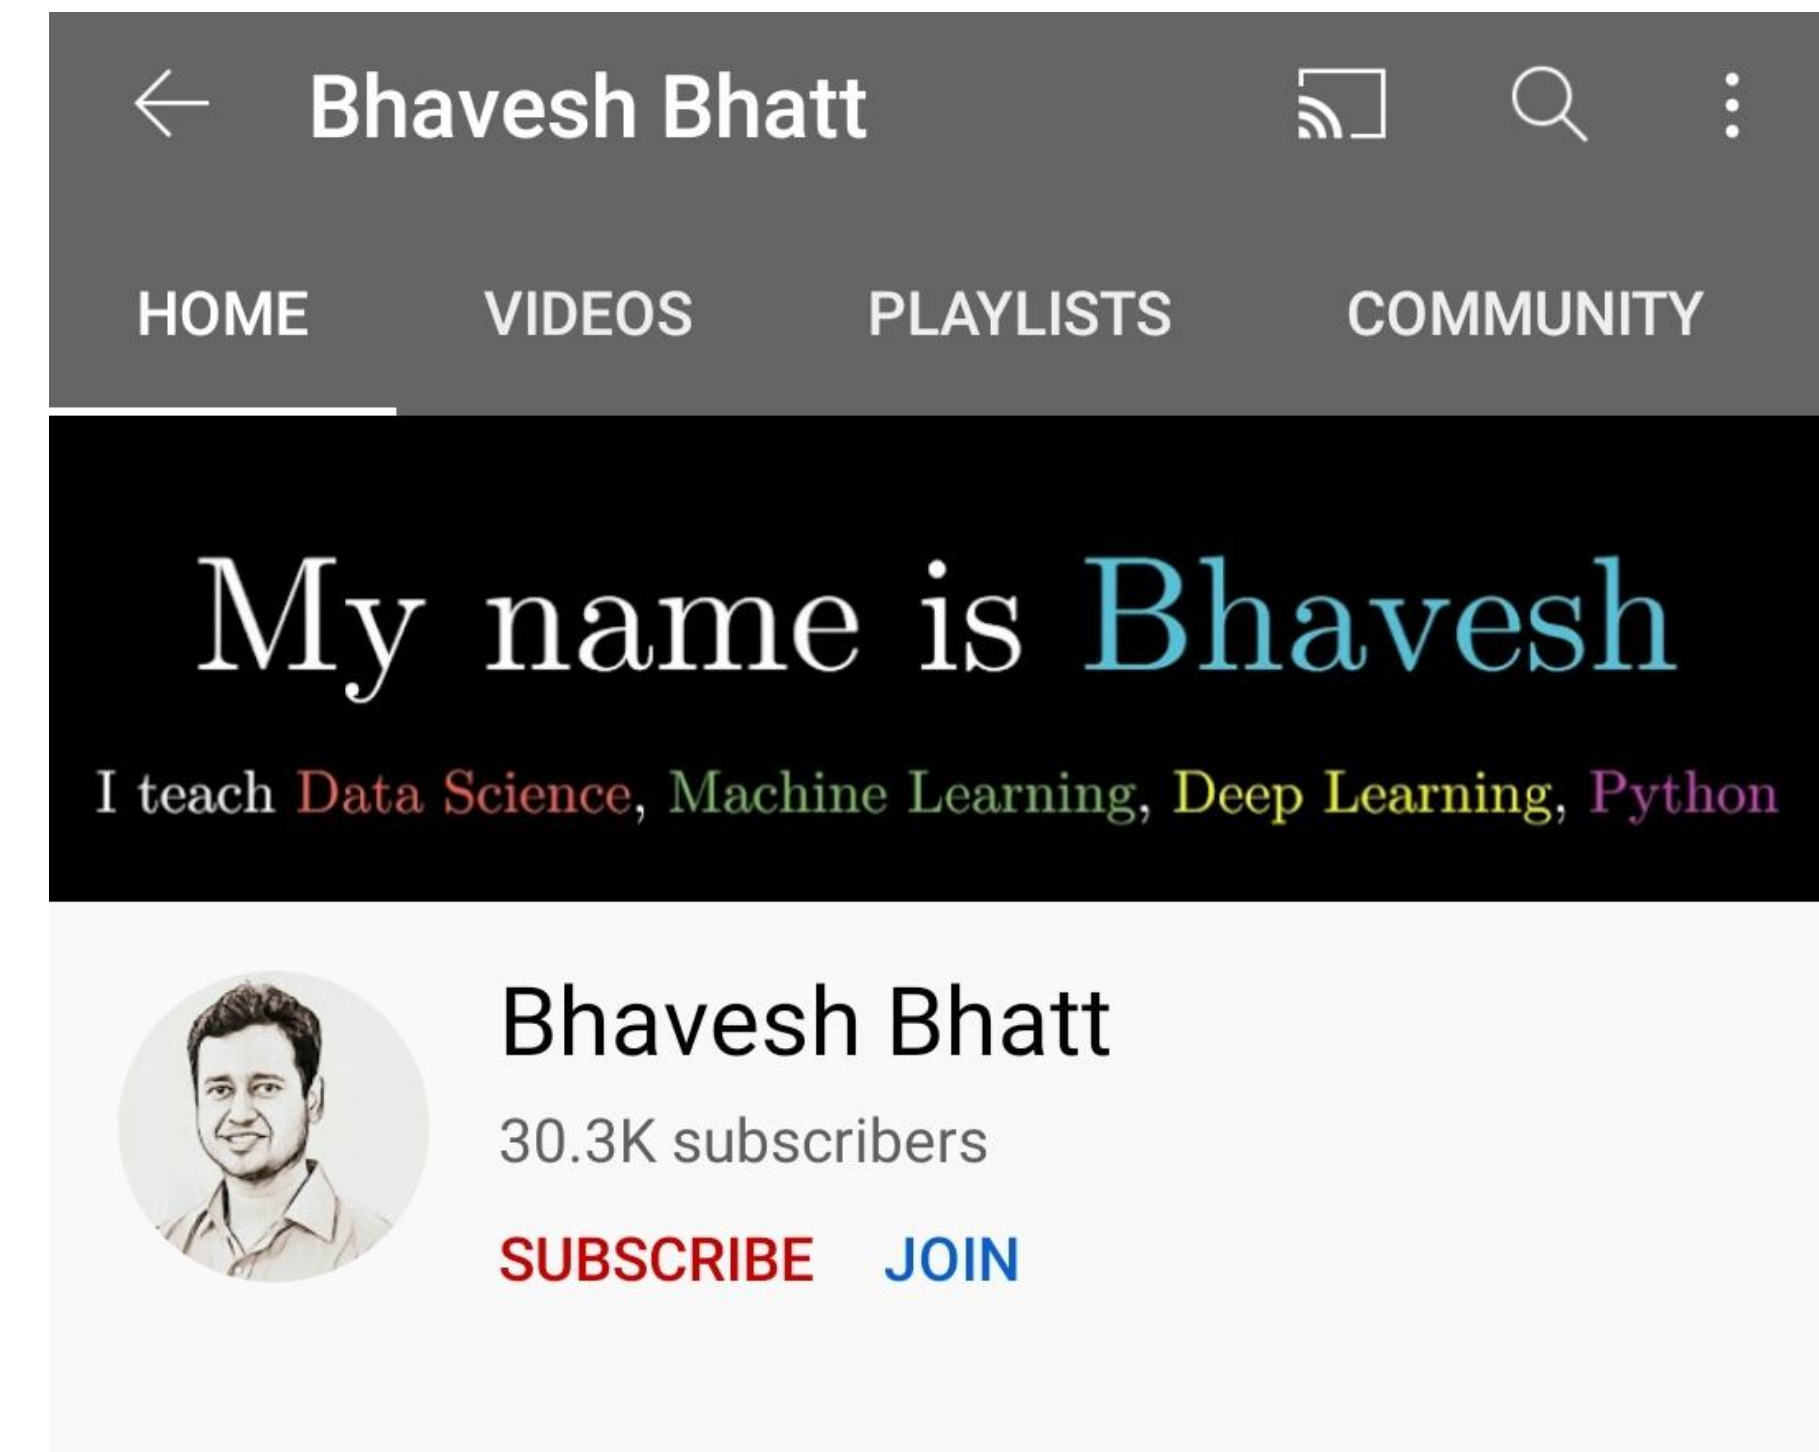 Bhavesh Bhatt
HOME VIDEOS PLAYLISTS COMMUNITY
My name is Bhavesh
I teach Data Science, Machine Learning, Deep Learning, Python
Bhavesh Bhatt
30.3K subscribers
SUBSCRIBE JOIN